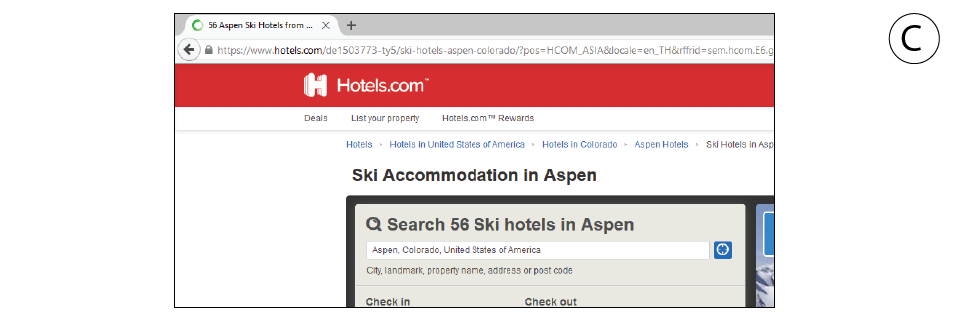 56 Aspen Ski Hotels from ...
C
https://www.hotels.com/de1503773-ty5/ski-hotels-aspen-colorado/?pos=HCOM_ASIA&locale=en_TH&rffrid=sem.hcom.E6.g
Hotels.com™
Deals List your property Hotels.com™ Rewards
Hotels › Hotels in United States of America › Hotels in Colorado › Aspen Hotels › Ski Hotels in Asp
Ski Accommodation in Aspen
Search 56 Ski hotels in Aspen
Aspen, Colorado, United States of America
City, landmark, property name, address or post code
Check in Check out